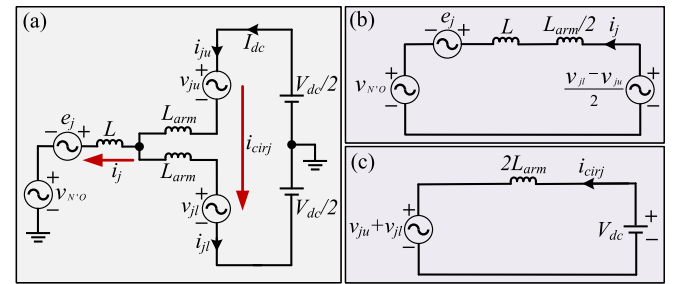 (a)
I_dc
i_ju
+
v_ju
−
V_dc/2
L_arm
e_j
− +
L
i_j
L_arm
i_cirj
+
v_N'O
−
+
v_jl
−
V_dc/2
i_jl
(b)
e_j
− +
L
L_arm/2
i_j
+
v_N'O
−
+
v_jl − v_ju
2
−
(c)
2L_arm
i_cirj
+
v_ju+v_jl
−
V_dc
+
−